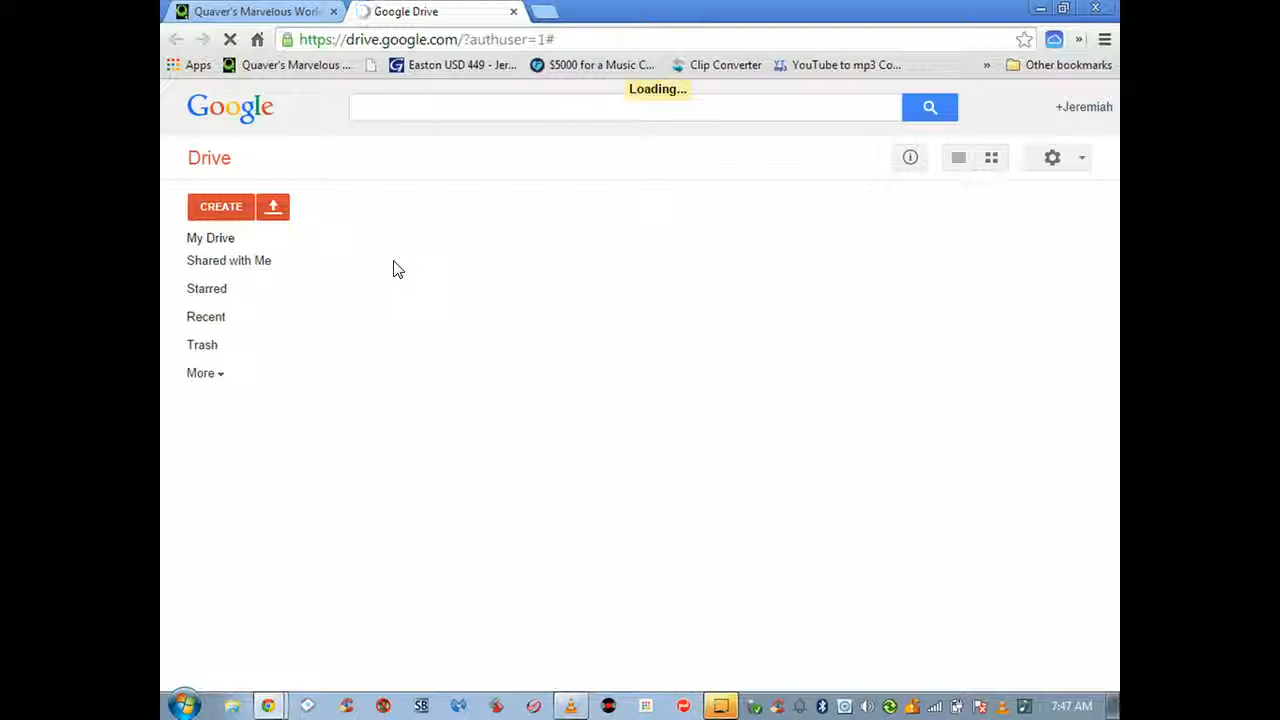 Quaver's Marvelous Worl
Google Drive
https://drive.google.com/?authuser=1#
Apps
Quaver's Marvelous ...
Easton USD 449 - Jer...
$5000 for a Music C...
Clip Converter
YouTube to mp3 Co...
»
Other bookmarks
Loading...
Google
+Jeremiah
Drive
CREATE
My Drive
Shared with Me
Starred
Recent
Trash
More
SB
7:47 AM